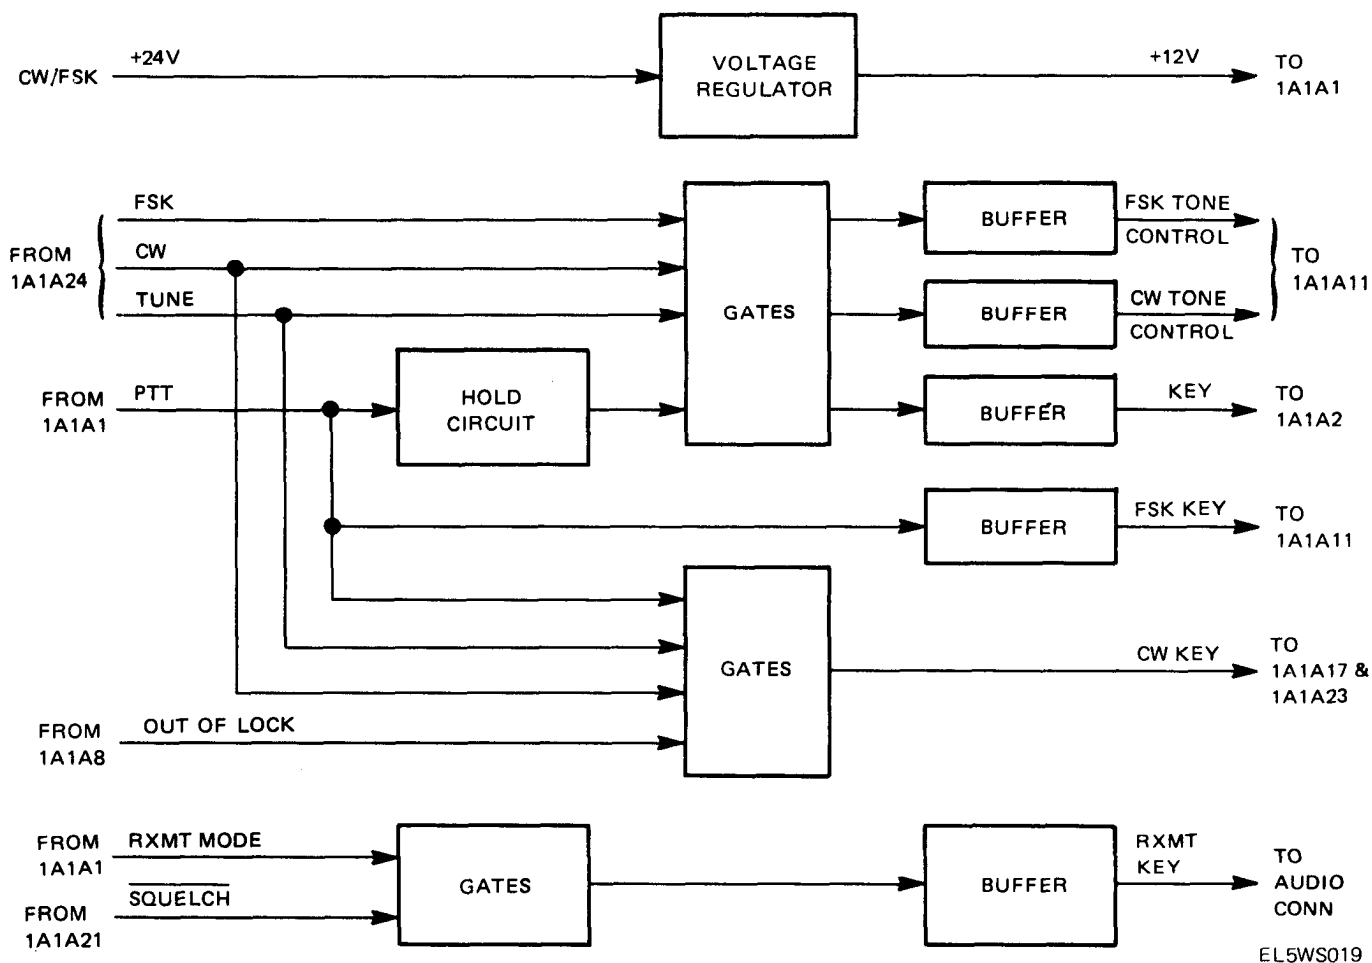 CW/FSK
+24V
VOLTAGE
REGULATOR
+12V
TO
1A1A1
FROM
1A1A24
FSK
CW
TUNE
GATES
BUFFER
FSK TONE
CONTROL
BUFFER
CW TONE
CONTROL
TO
1A1A11
FROM
1A1A1
PTT
HOLD
CIRCUIT
BUFFER
KEY
TO
1A1A2
BUFFER
FSK KEY
TO
1A1A11
GATES
CW KEY
TO
1A1A17 &
1A1A23
FROM
1A1A8
OUT OF LOCK
FROM
1A1A1
RXMT MODE
SQUELCH
FROM
1A1A21
GATES
BUFFER
RXMT
KEY
TO
AUDIO
CONN
EL5WS019